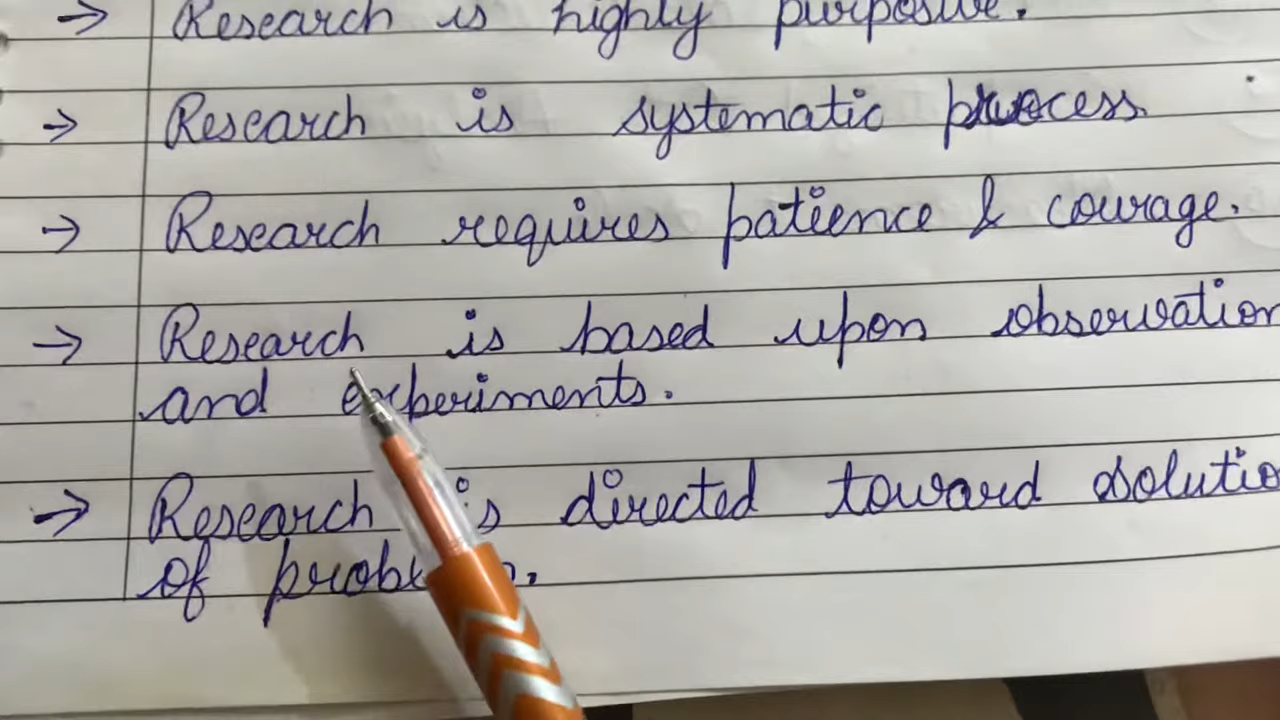 → Research is highly purposive.
→ Research is systematic process.
→ Research requires patience & courage.
→ Research is based upon observation
and experiments.
→ Research is directed toward solutio
of